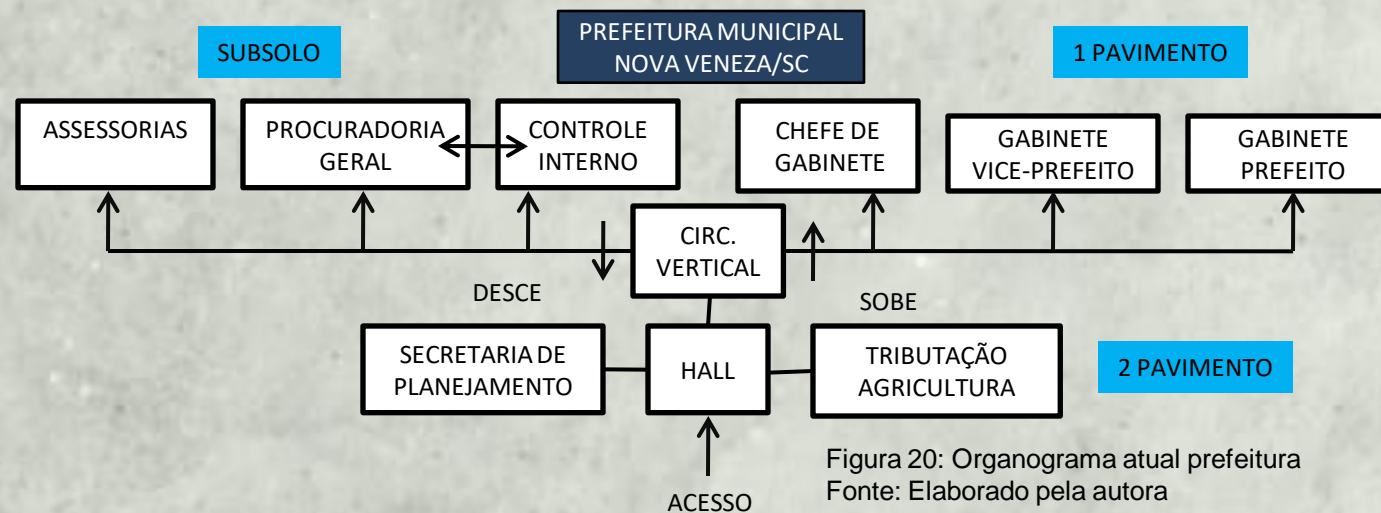 SUBSOLO
PREFEITURA MUNICIPAL
NOVA VENEZA/SC
1 PAVIMENTO
ASSESSORIAS
PROCURADORIA
GERAL
CONTROLE
INTERNO
CHEFE DE
GABINETE
GABINETE
VICE-PREFEITO
GABINETE
PREFEITO
CIRC.
VERTICAL
DESCE
SOBE
SECRETARIA DE
PLANEJAMENTO
HALL
TRIBUTAÇÃO
AGRICULTURA
2 PAVIMENTO
ACESSO
Figura 20: Organograma atual prefeitura
Fonte: Elaborado pela autora